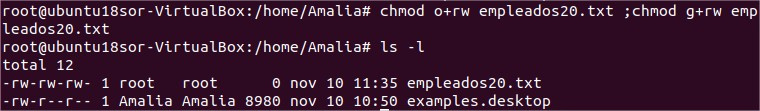 root@ubuntu18sor-VirtualBox:/home/Amalia# chmod o+rw empleados20.txt ;chmod g+rw emp
leados20.txt
root@ubuntu18sor-VirtualBox:/home/Amalia# ls -l
total 12
-rw-rw-rw- 1 root   root      0 nov 10 11:35 empleados20.txt
-rw-r--r-- 1 Amalia Amalia 8980 nov 10 10:50 examples.desktop